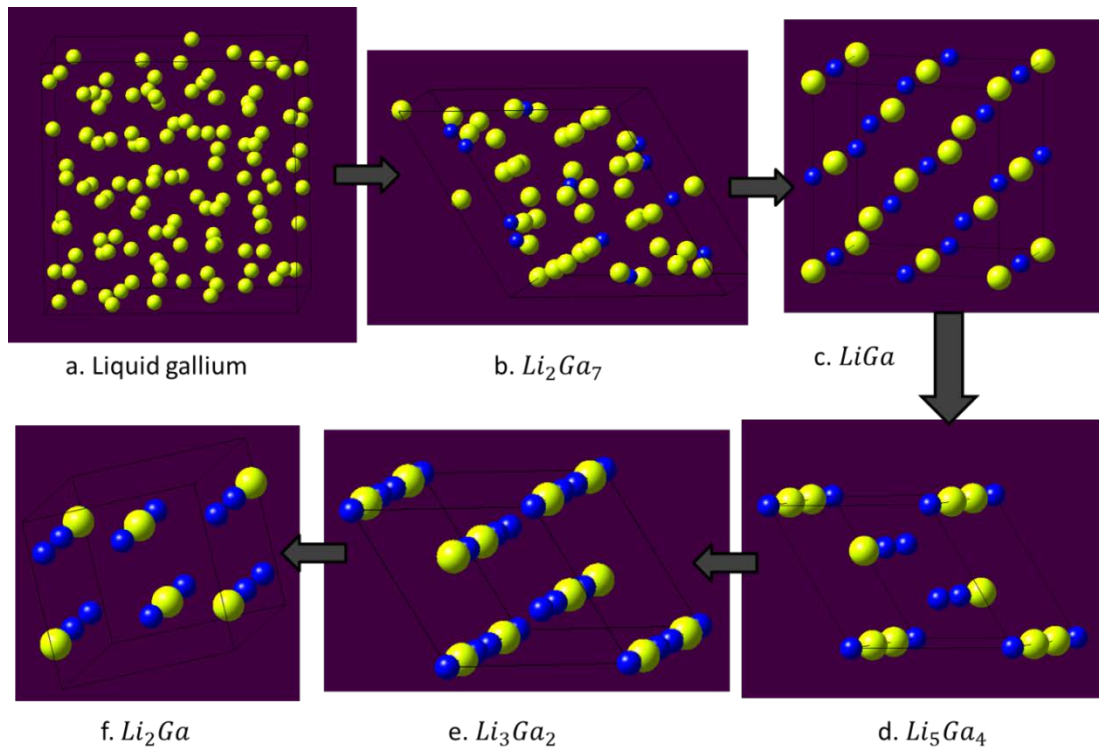 a. Liquid gallium
b. Li₂Ga₇
c. LiGa
f. Li₂Ga
e. Li₃Ga₂
d. Li₅Ga₄